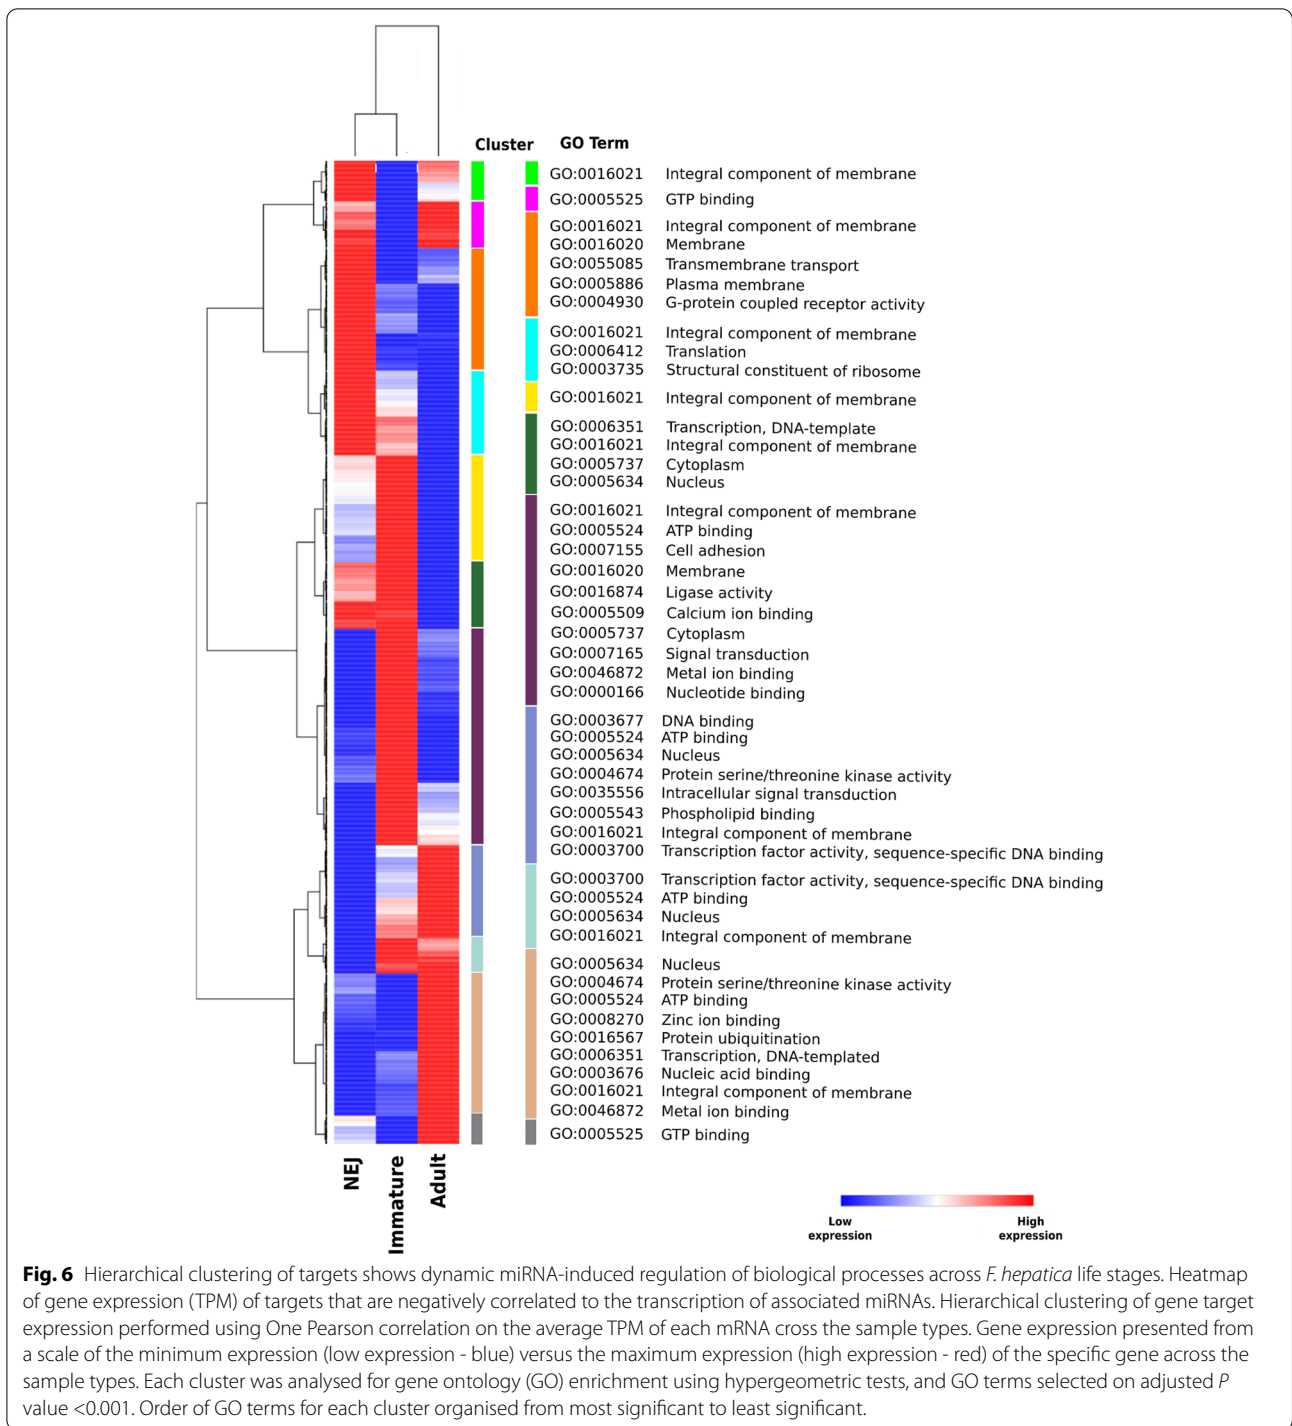 Cluster GO Term
GO:0016021 Integral component of membrane
GO:0005525 GTP binding
GO:0016021 Integral component of membrane
GO:0016020 Membrane
GO:0055085 Transmembrane transport
GO:0005886 Plasma membrane
GO:0004930 G-protein coupled receptor activity
GO:0016021 Integral component of membrane
GO:0006412 Translation
GO:0003735 Structural constituent of ribosome
GO:0016021 Integral component of membrane
GO:0006351 Transcription, DNA-template
GO:0016021 Integral component of membrane
GO:0005737 Cytoplasm
GO:0005634 Nucleus
GO:0016021 Integral component of membrane
GO:0005524 ATP binding
GO:0007155 Cell adhesion
GO:0016020 Membrane
GO:0016874 Ligase activity
GO:0005509 Calcium ion binding
GO:0005737 Cytoplasm
GO:0007165 Signal transduction
GO:0046872 Metal ion binding
GO:0000166 Nucleotide binding
GO:0003677 DNA binding
GO:0005524 ATP binding
GO:0005634 Nucleus
GO:0004674 Protein serine/threonine kinase activity
GO:0035556 Intracellular signal transduction
GO:0005543 Phospholipid binding
GO:0016021 Integral component of membrane
GO:0003700 Transcription factor activity, sequence-specific DNA binding
GO:0003700 Transcription factor activity, sequence-specific DNA binding
GO:0005524 ATP binding
GO:0005634 Nucleus
GO:0016021 Integral component of membrane
GO:0005634 Nucleus
GO:0004674 Protein serine/threonine kinase activity
GO:0005524 ATP binding
GO:0008270 Zinc ion binding
GO:0016567 Protein ubiquitination
GO:0006351 Transcription, DNA-templated
GO:0003676 Nucleic acid binding
GO:0016021 Integral component of membrane
GO:0046872 Metal ion binding
GO:0005525 GTP binding
NEJ
Immature
Adult
Low expression
High expression
Fig. 6 Hierarchical clustering of targets shows dynamic miRNA-induced regulation of biological processes across F. hepatica life stages. Heatmap
of gene expression (TPM) of targets that are negatively correlated to the transcription of associated miRNAs. Hierarchical clustering of gene target
expression performed using One Pearson correlation on the average TPM of each mRNA cross the sample types. Gene expression presented from
a scale of the minimum expression (low expression - blue) versus the maximum expression (high expression - red) of the specific gene across the
sample types. Each cluster was analysed for gene ontology (GO) enrichment using hypergeometric tests, and GO terms selected on adjusted P
value <0.001. Order of GO terms for each cluster organised from most significant to least significant.